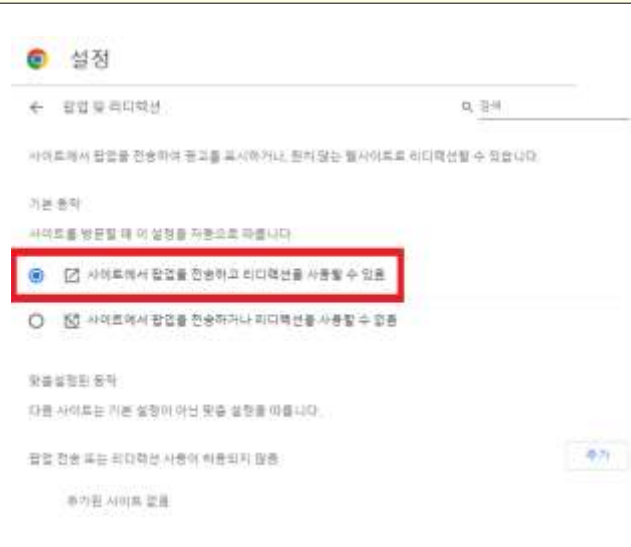 설정
팝업 및 리디렉션
검색
사이트에서 팝업을 전송하여 광고를 표시하거나, 원치 않는 웹사이트로 리디렉션할 수 있습니다.
기본 동작
사이트를 방문할 때 이 설정을 자동으로 따릅니다
사이트에서 팝업을 전송하고 리디렉션을 사용할 수 있음
사이트에서 팝업을 전송하거나 리디렉션을 사용할 수 없음
맞춤설정된 동작
다음 사이트는 기본 설정이 아닌 맞춤 설정을 따릅니다.
팝업 전송 또는 리디렉션 사용이 허용되지 않음
추가
추가된 사이트 없음